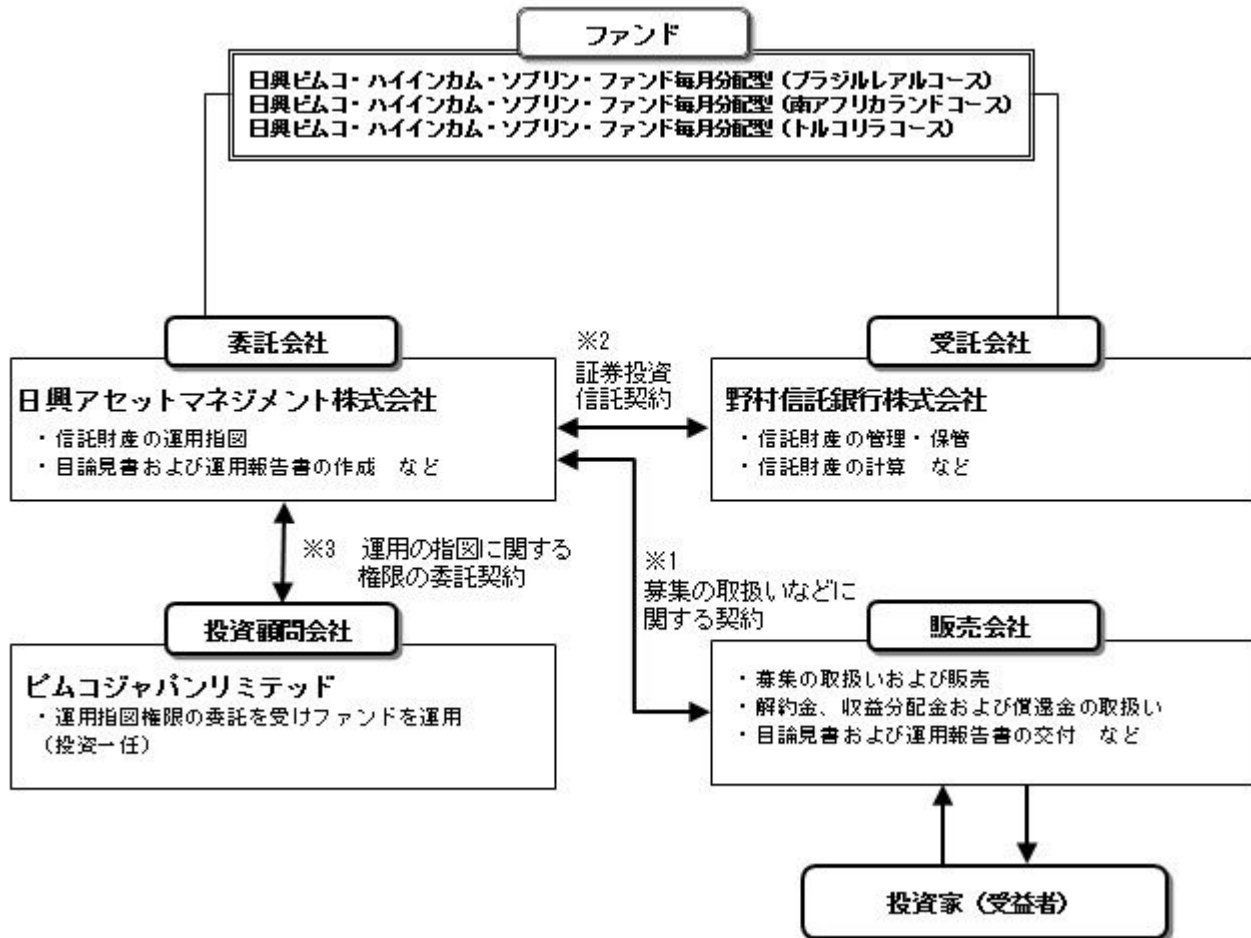 ファンド
日興ピムコ・ハイインカム・ソブリン・ファンド毎月分配型（ブラジルレアルコース）
日興ピムコ・ハイインカム・ソブリン・ファンド毎月分配型（南アフリカランドコース）
日興ピムコ・ハイインカム・ソブリン・ファンド毎月分配型（トルコリラコース）
委託会社
日興アセットマネジメント株式会社
・信託財産の運用指図
・目論見書および運用報告書の作成　など
※2
証券投資
信託契約
受託会社
野村信託銀行株式会社
・信託財産の管理・保管
・信託財産の計算　など
※3　運用の指図に関する
権限の委託契約
※1
募集の取扱いなどに
関する契約
投資顧問会社
ピムコジャパンリミテッド
・運用指図権限の委託を受けファンドを運用
（投資一任）
販売会社
・募集の取扱いおよび販売
・解約金、収益分配金および償還金の取扱い
・目論見書および運用報告書の交付　など
投資家（受益者）